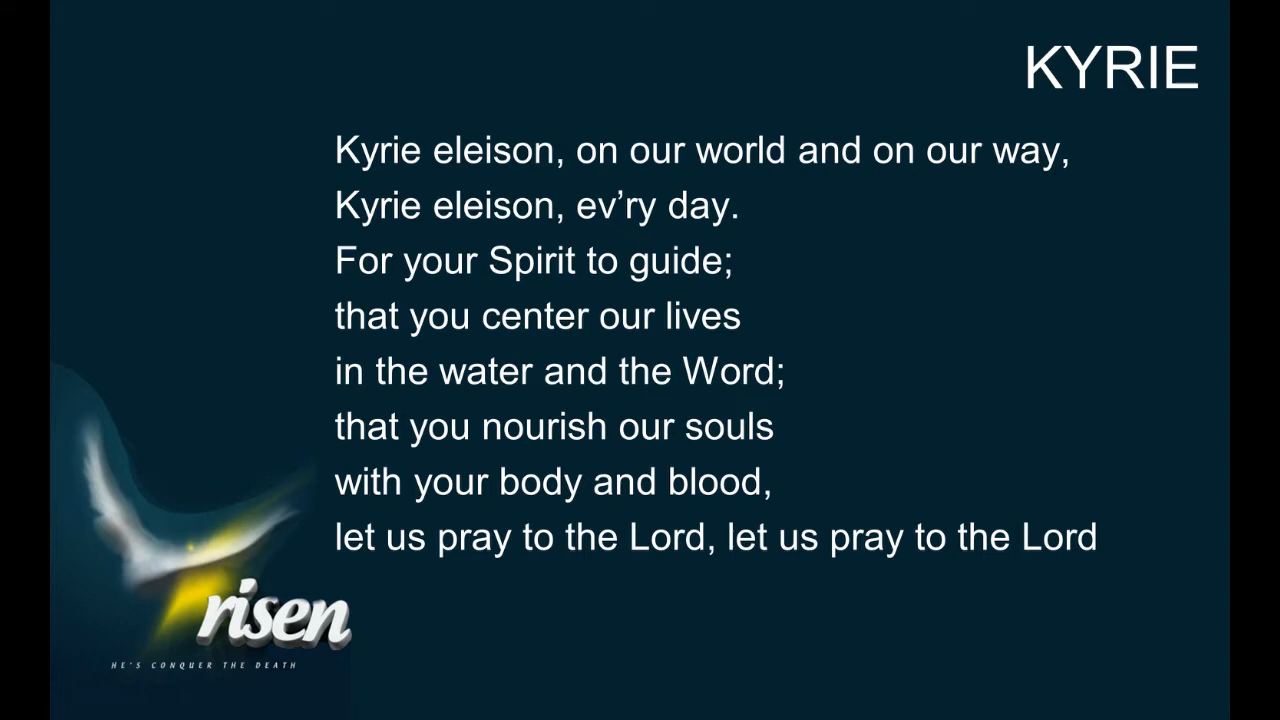 KYRIE
Kyrie eleison, on our world and on our way,
Kyrie eleison, ev’ry day.
For your Spirit to guide;
that you center our lives
in the water and the Word;
that you nourish our souls
with your body and blood,
let us pray to the Lord, let us pray to the Lord
risen
HE'S CONQUER THE DEATH